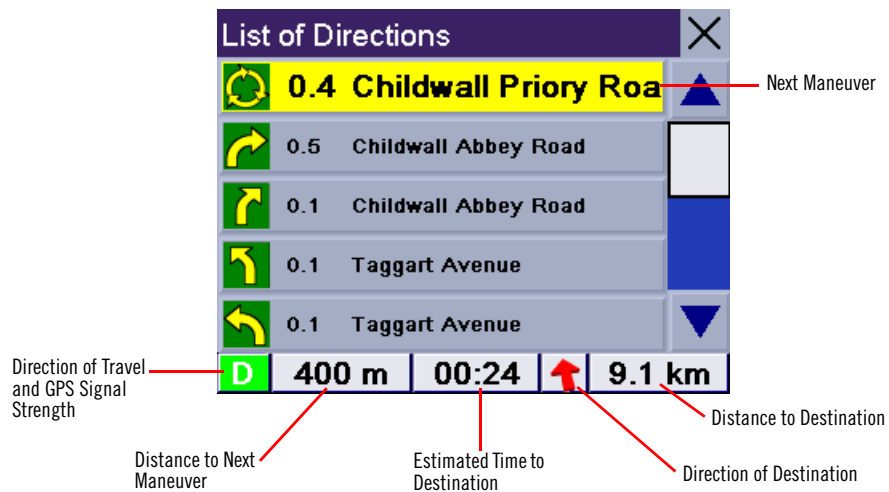 List of Directions
0.4 Childwall Priory Roa
Next Maneuver
0.5 Childwall Abbey Road
0.1 Childwall Abbey Road
0.1 Taggart Avenue
0.1 Taggart Avenue
D 400 m 00:24 9.1 km
Direction of Travel
and GPS Signal
Strength
Distance to Next
Maneuver
Estimated Time to
Destination
Direction of Destination
Distance to Destination